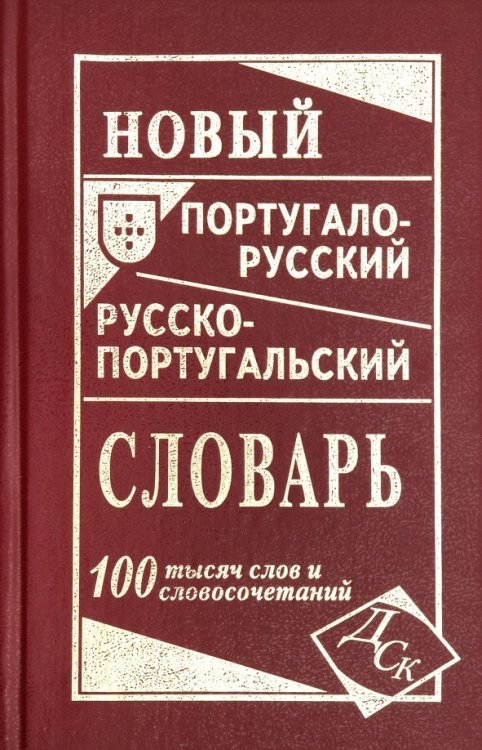 НОВЫЙ
ПОРТУГАЛО-
РУССКИЙ
РУССКО-
ПОРТУГАЛЬСКИЙ
СЛОВАРЬ
100 тысяч слов и
словосочетаний
ДСК